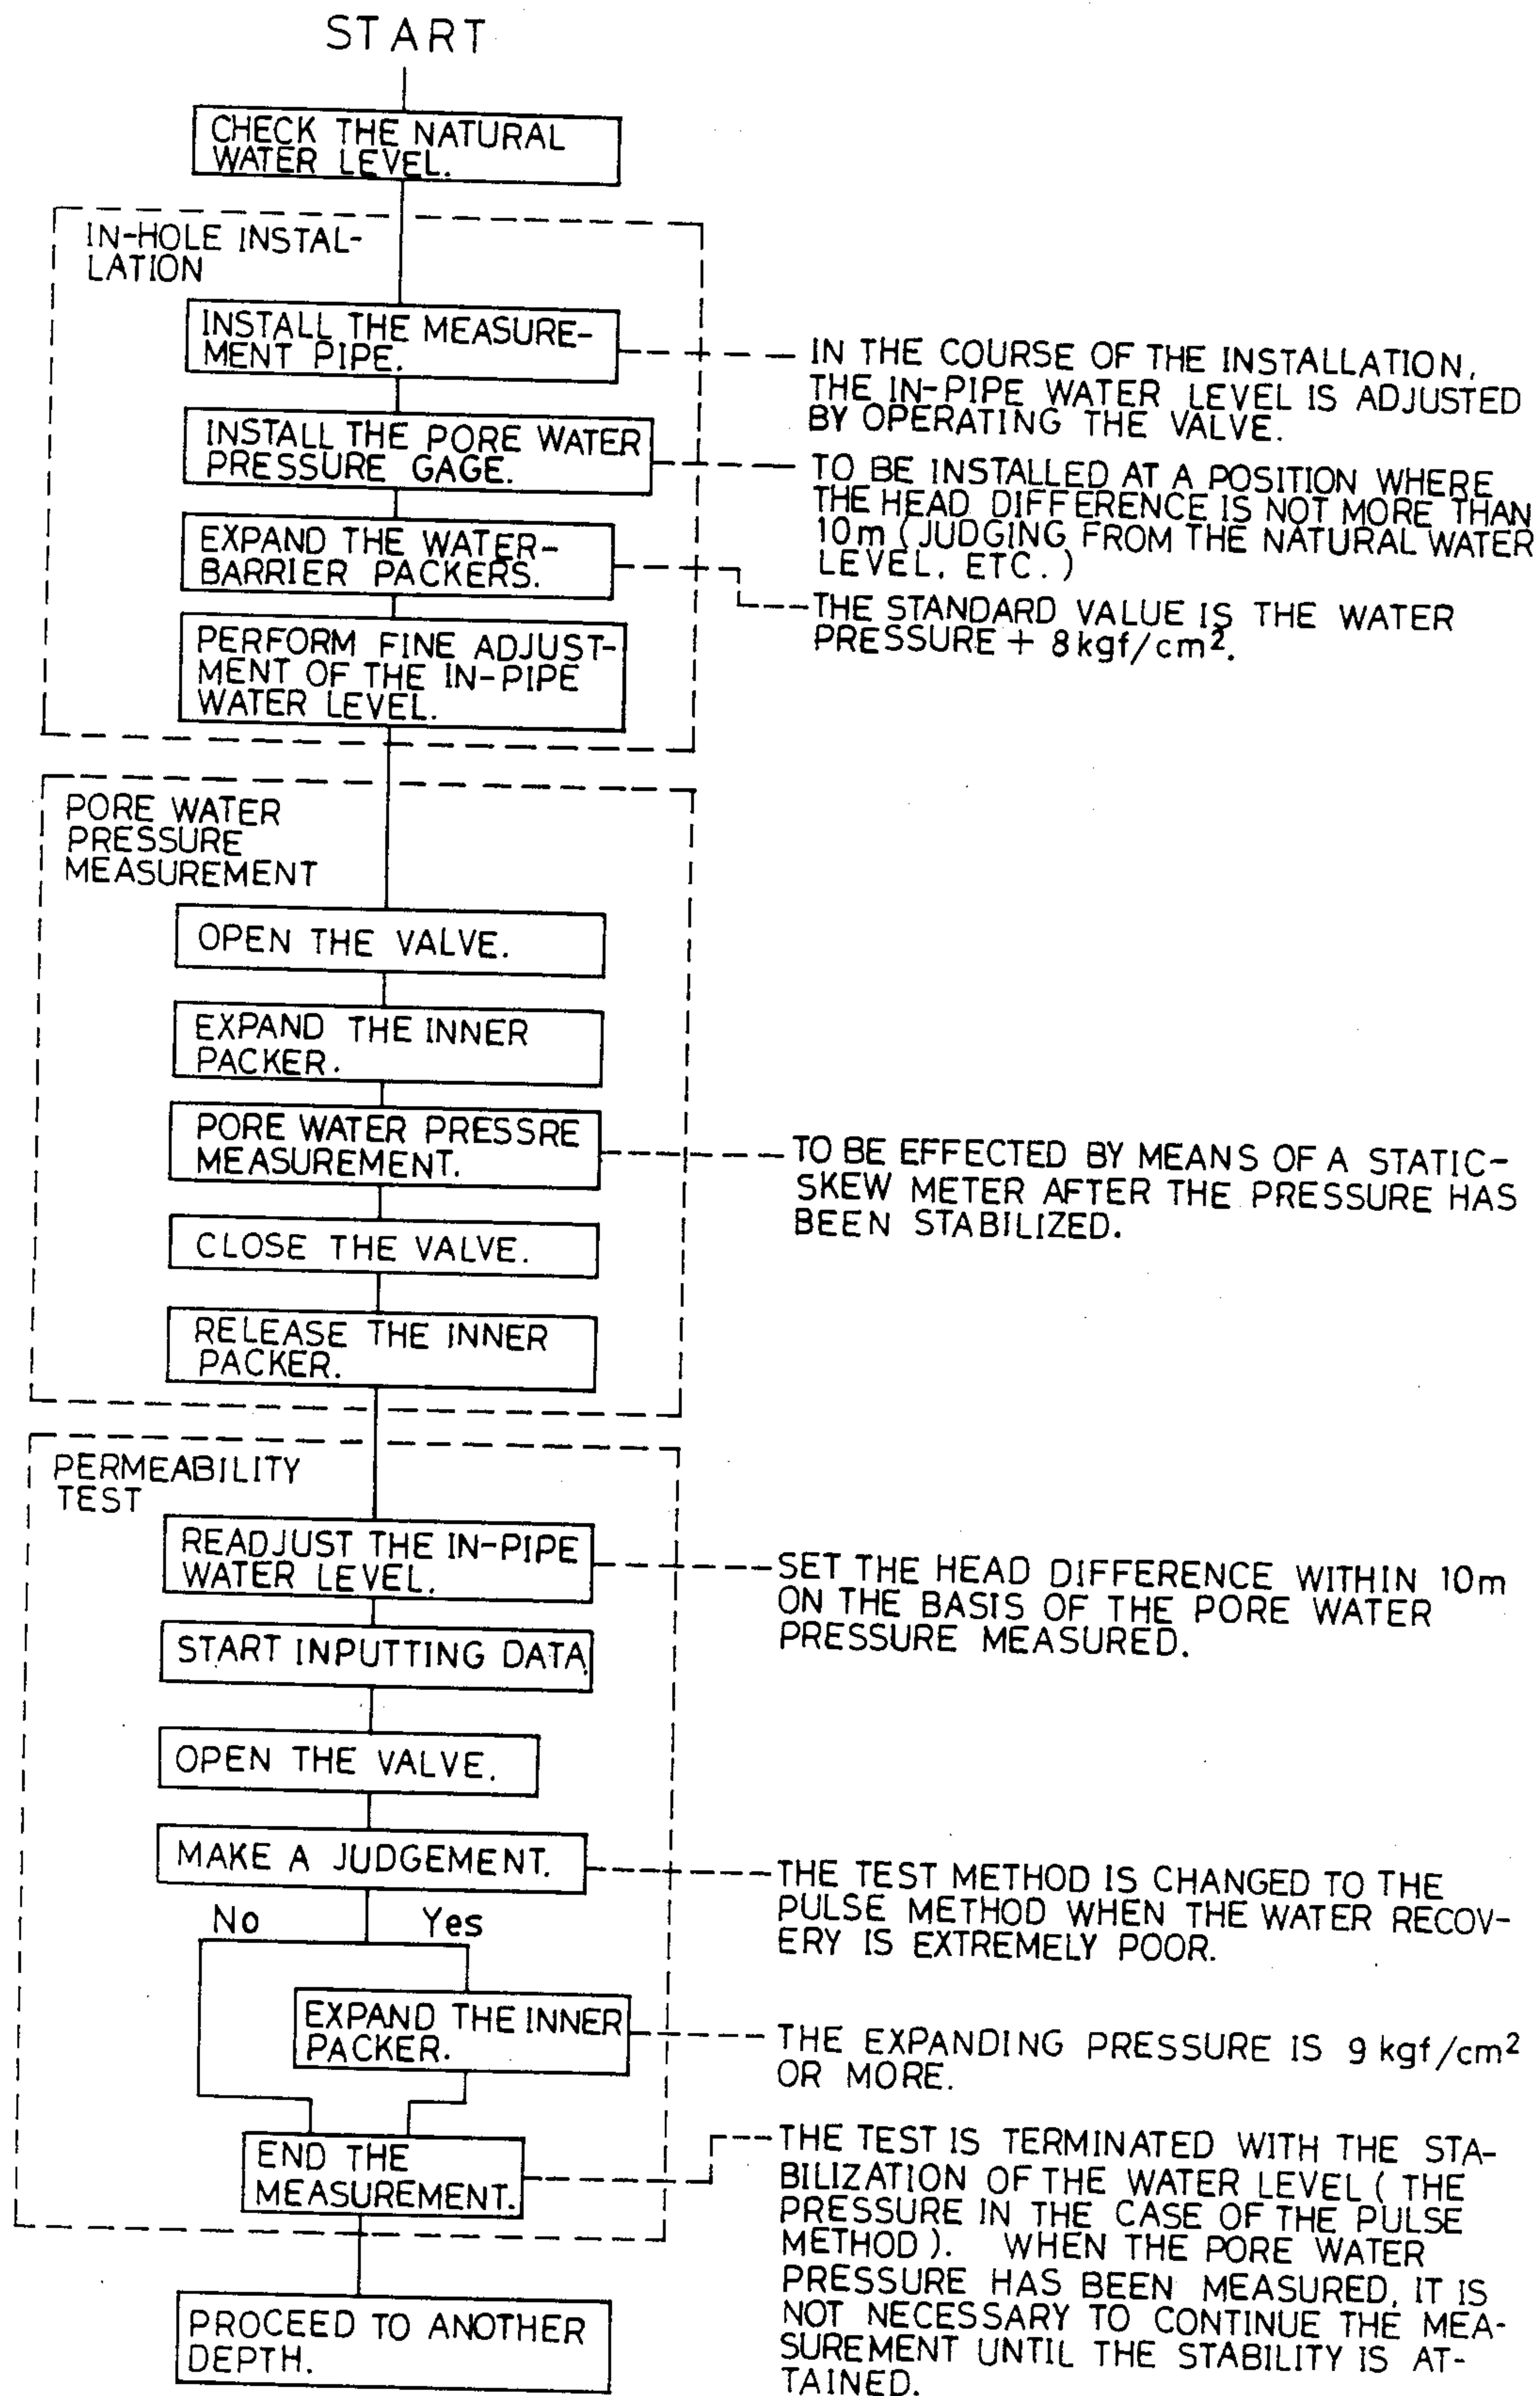 START
CHECK THE NATURAL
WATER LEVEL.
IN-HOLE INSTAL-
LATION
INSTALL THE MEASURE-
MENT PIPE.
IN THE COURSE OF THE INSTALLATION,
THE IN-PIPE WATER LEVEL IS ADJUSTED
BY OPERATING THE VALVE.
INSTALL THE PORE WATER
PRESSURE GAGE.
TO BE INSTALLED AT A POSITION WHERE
THE HEAD DIFFERENCE IS NOT MORE THAN
10m (JUDGING FROM THE NATURAL WATER
LEVEL, ETC.)
EXPAND THE WATER-
BARRIER PACKERS.
THE STANDARD VALUE IS THE WATER
PRESSURE + 8 kgf/cm².
PERFORM FINE ADJUST-
MENT OF THE IN-PIPE
WATER LEVEL.
PORE WATER
PRESSURE
MEASUREMENT
OPEN THE VALVE.
EXPAND THE INNER
PACKER.
PORE WATER PRESSRE
MEASUREMENT.
TO BE EFFECTED BY MEANS OF A STATIC-
SKEW METER AFTER THE PRESSURE HAS
BEEN STABILIZED.
CLOSE THE VALVE.
RELEASE THE INNER
PACKER.
PERMEABILITY
TEST
READJUST THE IN-PIPE
WATER LEVEL.
SET THE HEAD DIFFERENCE WITHIN 10m
ON THE BASIS OF THE PORE WATER
PRESSURE MEASURED.
START INPUTTING DATA.
OPEN THE VALVE.
MAKE A JUDGEMENT.
THE TEST METHOD IS CHANGED TO THE
PULSE METHOD WHEN THE WATER RECOV-
ERY IS EXTREMELY POOR.
No Yes
EXPAND THE INNER
PACKER.
THE EXPANDING PRESSURE IS 9 kgf/cm²
OR MORE.
END THE
MEASUREMENT.
THE TEST IS TERMINATED WITH THE STA-
BILIZATION OF THE WATER LEVEL ( THE
PRESSURE IN THE CASE OF THE PULSE
METHOD ). WHEN THE PORE WATER
PRESSURE HAS BEEN MEASURED, IT IS
NOT NECESSARY TO CONTINUE THE MEA-
SUREMENT UNTIL THE STABILITY IS AT-
TAINED.
PROCEED TO ANOTHER
DEPTH.